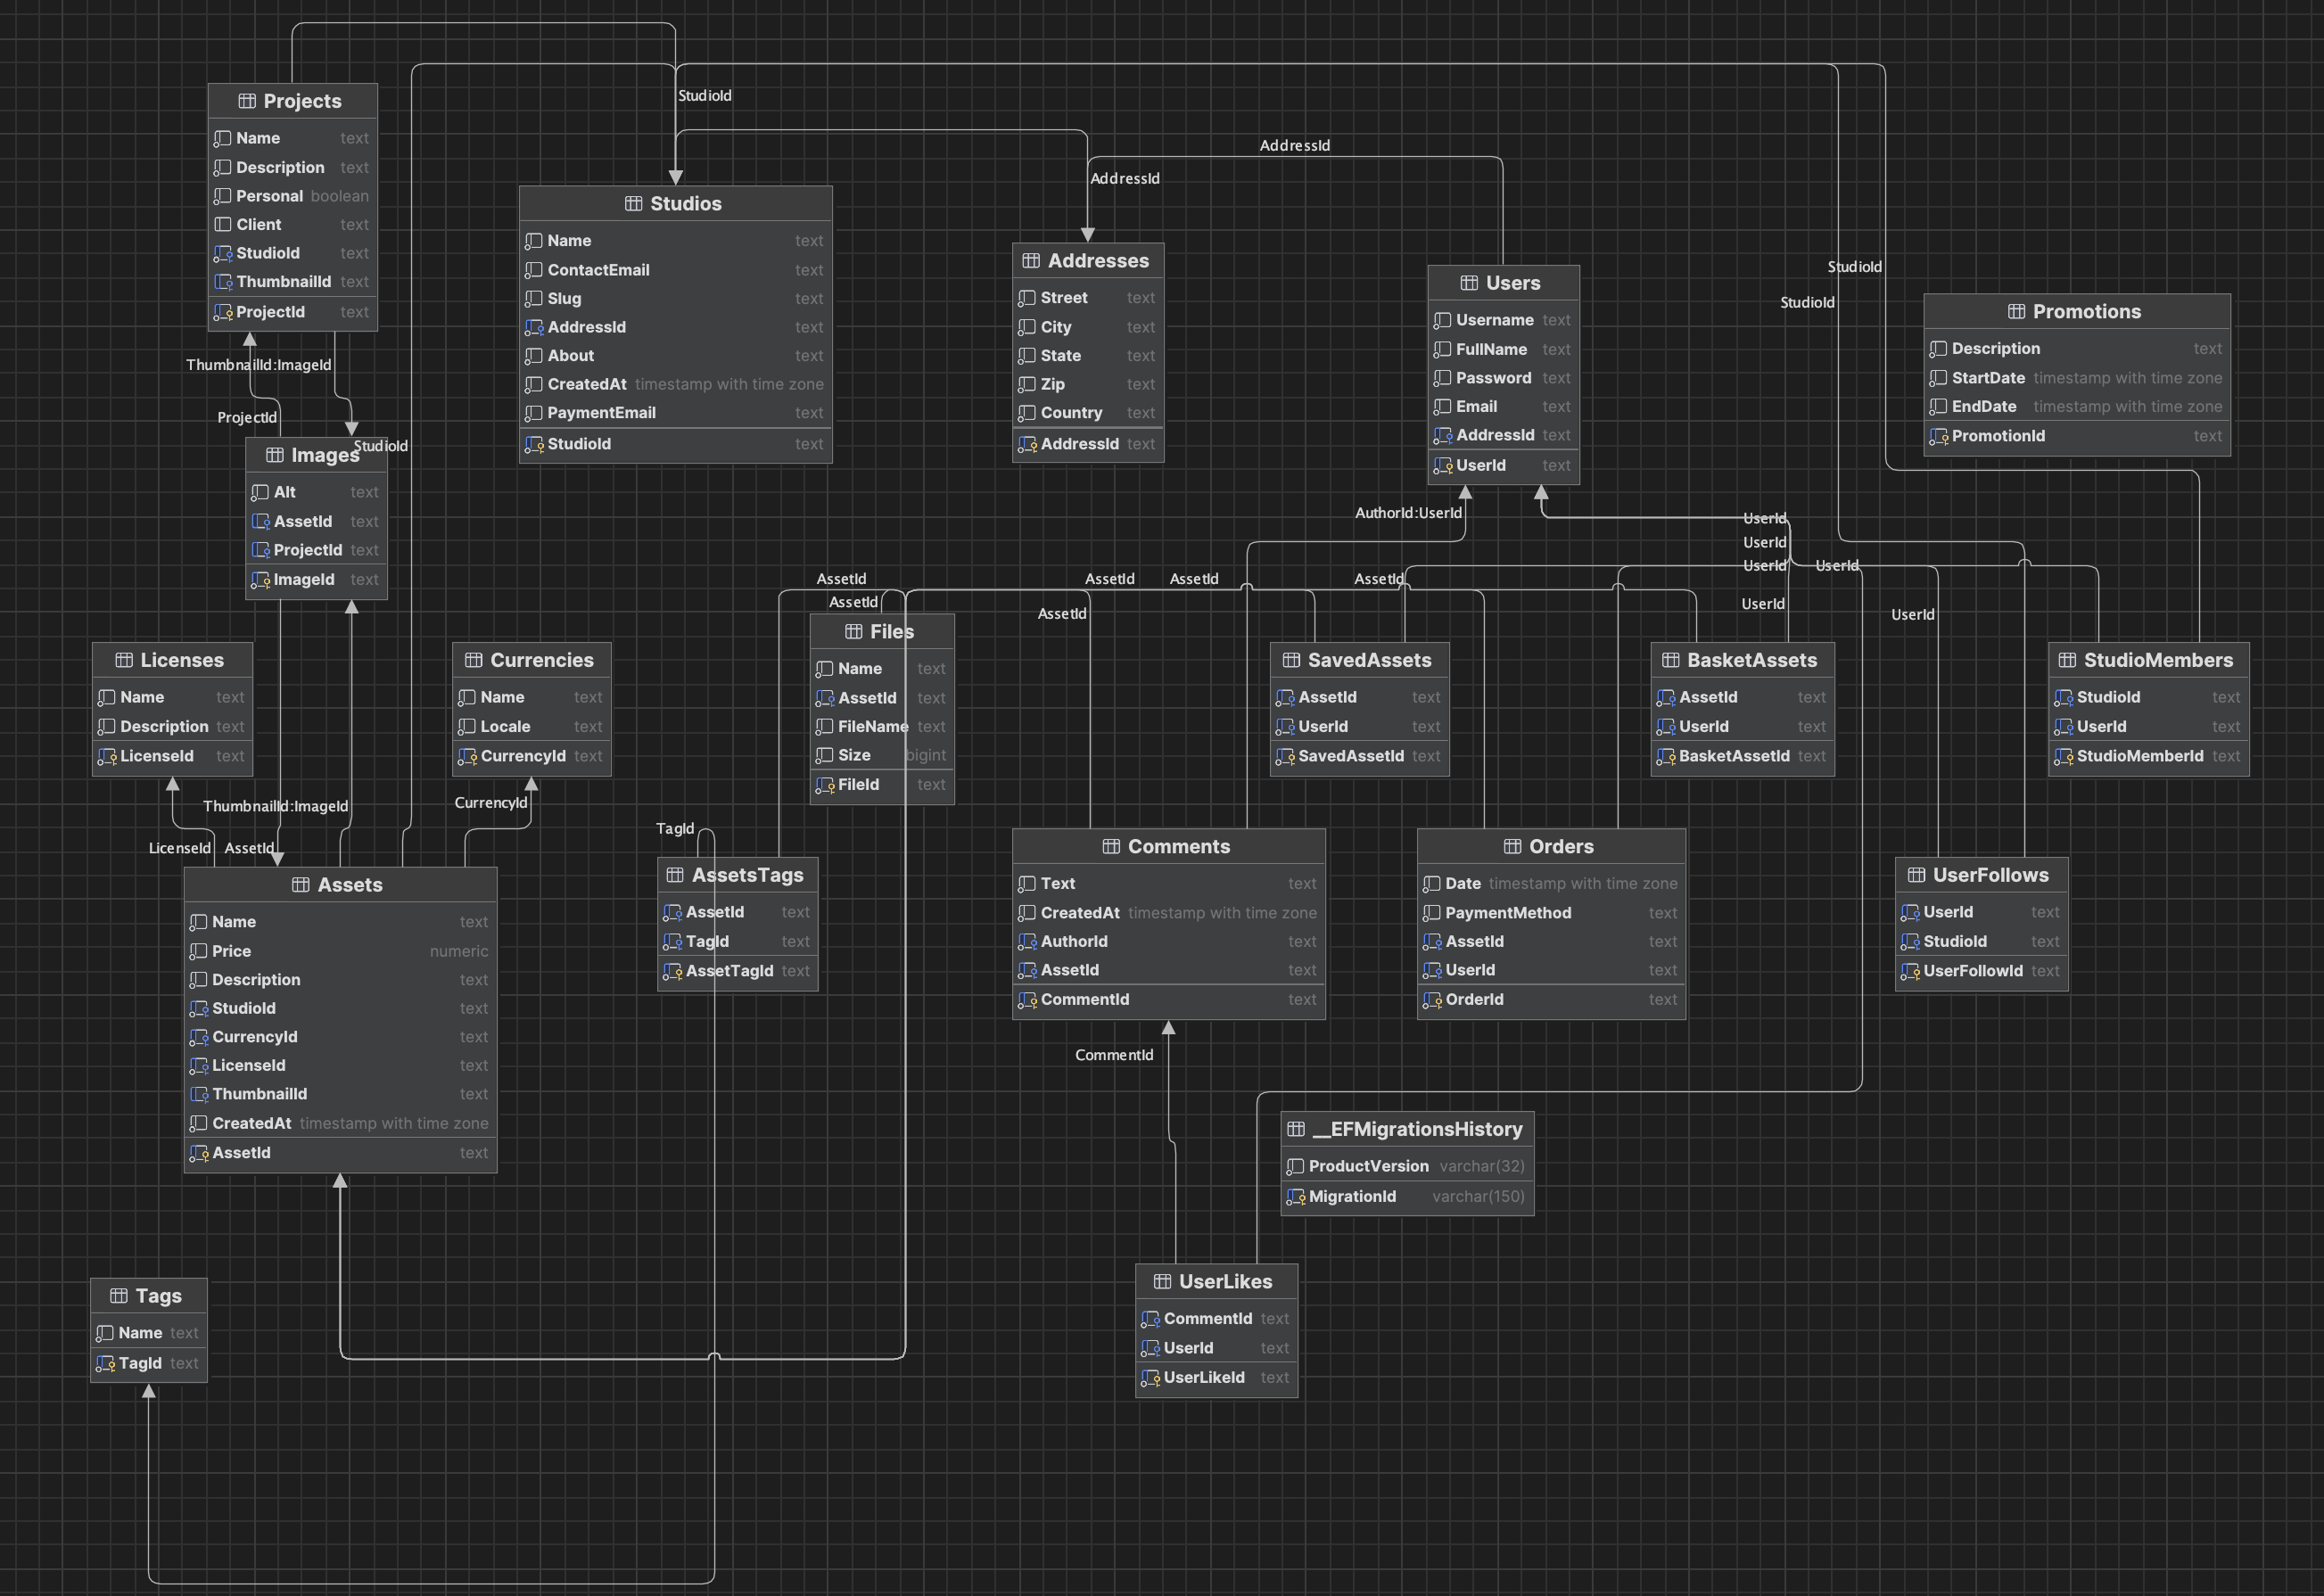 StudioId
Projects
Name text
Description text
Personal boolean
Client text
StudioId text
ThumbnailId text
ProjectId text
AddressId
AddressId
Studios
Name text
ContactEmail text
Slug text
AddressId text
About text
CreatedAt timestamp with time zone
PaymentEmail text
StudioId text
Addresses
Street text
City text
State text
Zip text
Country text
AddressId text
Users
Username text
FullName text
Password text
Email text
AddressId text
UserId text
StudioId
StudioId
Promotions
Description text
StartDate timestamp with time zone
EndDate timestamp with time zone
PromotionId text
ThumbnailId:ImageId
ProjectId
StudioId
Images
Alt text
AssetId text
ProjectId text
ImageId text
AuthorId:UserId
UserId
UserId
UserId
UserId
UserId
UserId
AssetId
AssetId
AssetId
AssetId
AssetId
AssetId
Licenses
Name text
Description text
LicenseId text
Currencies
Name text
Locale text
CurrencyId text
Files
Name text
AssetId text
FileName text
Size bigint
FileId text
SavedAssets
AssetId text
UserId text
SavedAssetId text
BasketAssets
AssetId text
UserId text
BasketAssetId text
StudioMembers
StudioId text
UserId text
StudioMemberId text
ThumbnailId:ImageId
CurrencyId
LicenseId
AssetId
TagId
Assets
Name text
Price numeric
Description text
StudioId text
CurrencyId text
LicenseId text
ThumbnailId text
CreatedAt timestamp with time zone
AssetId text
AssetsTags
AssetId text
TagId text
AssetTagId text
Comments
Text text
CreatedAt timestamp with time zone
AuthorId text
AssetId text
CommentId text
Orders
Date timestamp with time zone
PaymentMethod text
AssetId text
UserId text
OrderId text
UserFollows
UserId text
StudioId text
UserFollowId text
CommentId
__EFMigrationsHistory
ProductVersion varchar(32)
MigrationId varchar(150)
Tags
Name text
TagId text
UserLikes
CommentId text
UserId text
UserLikeId text